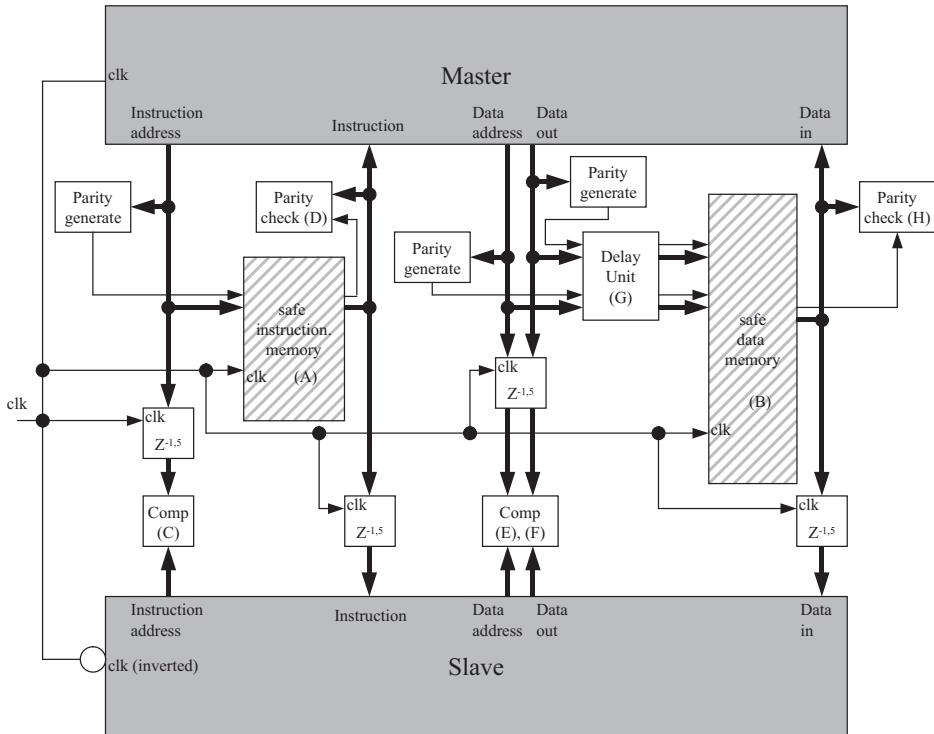 Master
clk
Instruction
address
Instruction
Data
address
Data
out
Data
in
Parity
generate
Parity
check (D)
Parity
generate
Parity
check (H)
Parity
generate
Delay
Unit
(G)
safe
instruction.
memory
(A)
clk
safe
data
memory
(B)
clk
clk
clk
Z-1,5
clk
Z-1,5
Comp
(C)
clk
Z-1,5
Comp
(E), (F)
clk
Z-1,5
Instruction
address
Instruction
Data
address
Data
out
Data
in
clk (inverted)
Slave